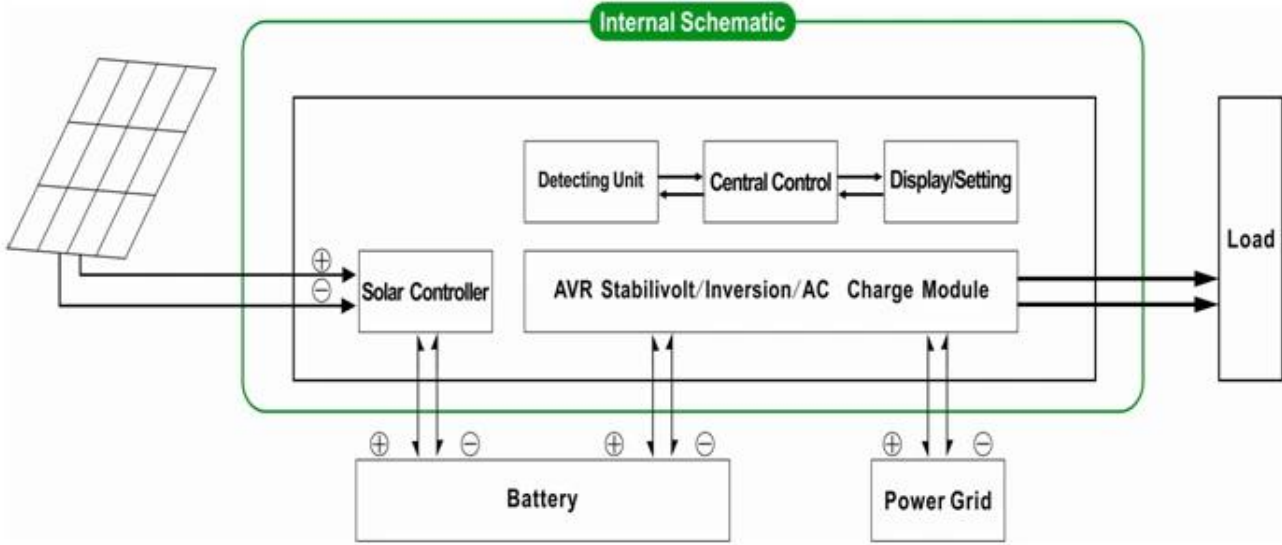 Internal Schematic
Detecting Unit
Central Control
Display/Setting
Load
⊕
⊖
Solar Controller
AVR Stabilivolt/Inversion/AC Charge Module
⊕ ⊖ ⊕ ⊖ ⊕ ⊖
Battery
Power Grid